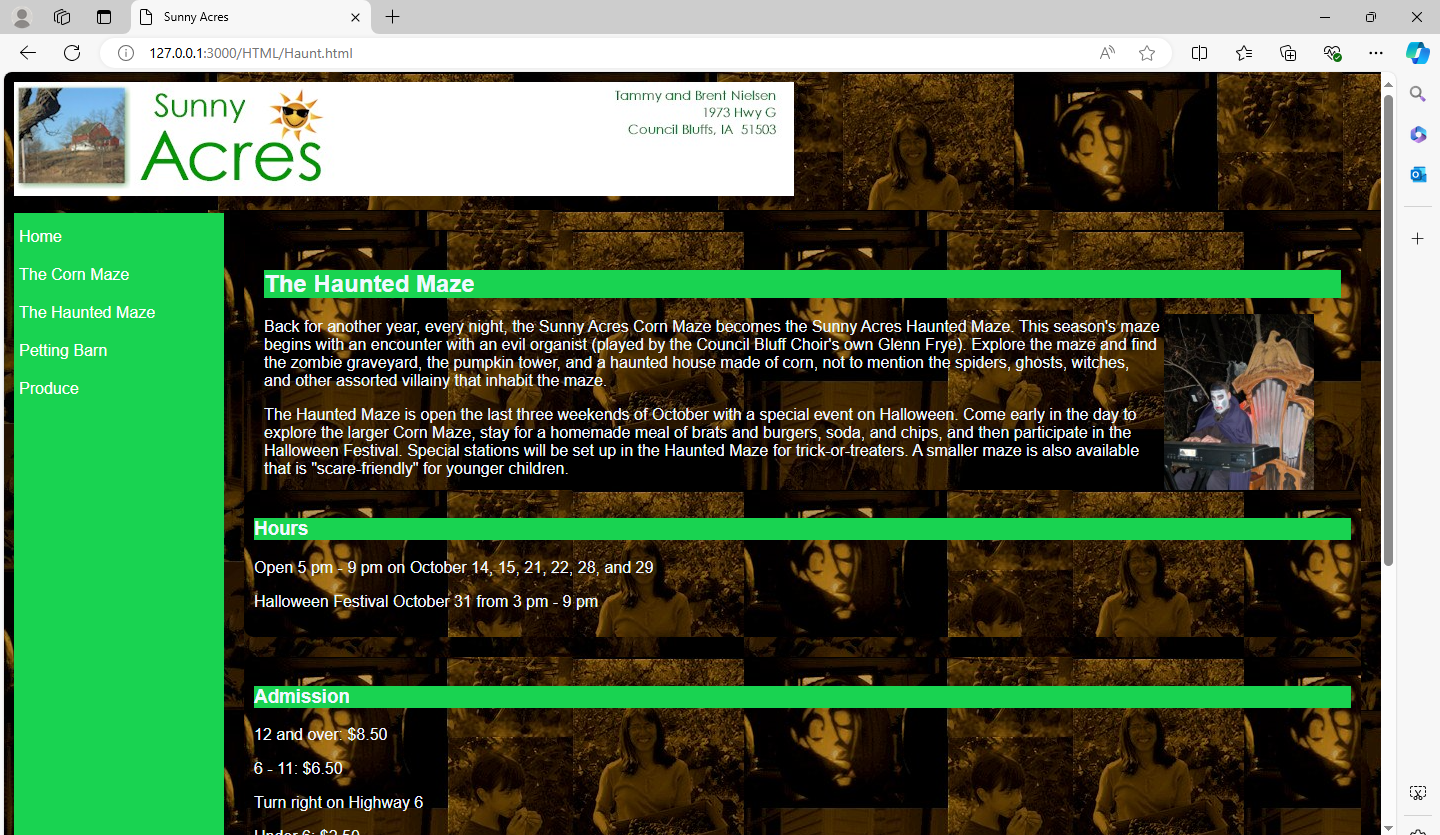 Sunny Acres
127.0.0.1:3000/HTML/Haunt.html
Sunny
Acres
Tammy and Brent Nielsen
1973 Hwy G
Council Bluffs, IA 51503
Home
The Corn Maze
The Haunted Maze
Petting Barn
Produce
The Haunted Maze
Back for another year, every night, the Sunny Acres Corn Maze becomes the Sunny Acres Haunted Maze. This season's maze
begins with an encounter with an evil organist (played by the Council Bluff Choir's own Glenn Frye). Explore the maze and find
the zombie graveyard, the pumpkin tower, and a haunted house made of corn, not to mention the spiders, ghosts, witches,
and other assorted villainy that inhabit the maze.
The Haunted Maze is open the last three weekends of October with a special event on Halloween. Come early in the day to
explore the larger Corn Maze, stay for a homemade meal of brats and burgers, soda, and chips, and then participate in the
Halloween Festival. Special stations will be set up in the Haunted Maze for trick-or-treaters. A smaller maze is also available
that is "scare-friendly" for younger children.
Hours
Open 5 pm - 9 pm on October 14, 15, 21, 22, 28, and 29
Halloween Festival October 31 from 3 pm - 9 pm
Admission
12 and over: $8.50
6 - 11: $6.50
Turn right on Highway 6
Under 6: